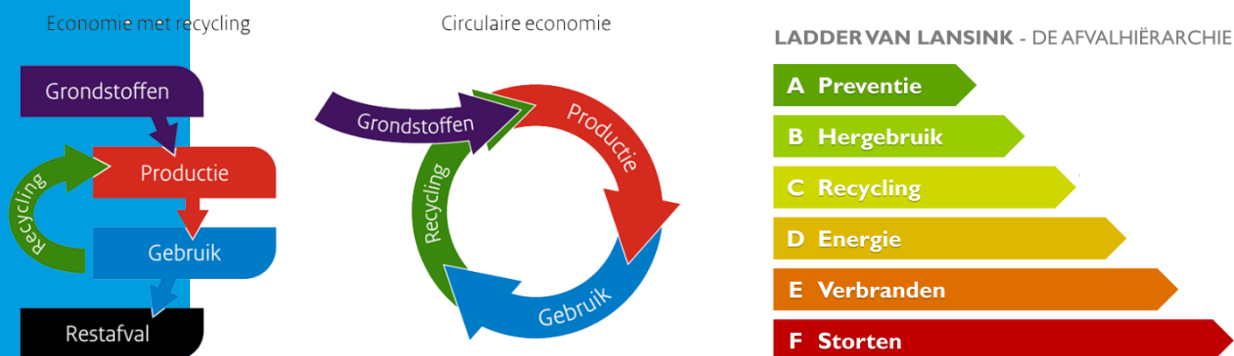 Economie met recycling
Grondstoffen
Productie
Recycling
Gebruik
Restafval
Circulaire economie
Grondstoffen
Productie
Recycling
Gebruik
LADDER VAN LANSINK - DE AFVALHIËRARCHIE
A Preventie
B Hergebruik
C Recycling
D Energie
E Verbranden
F Storten